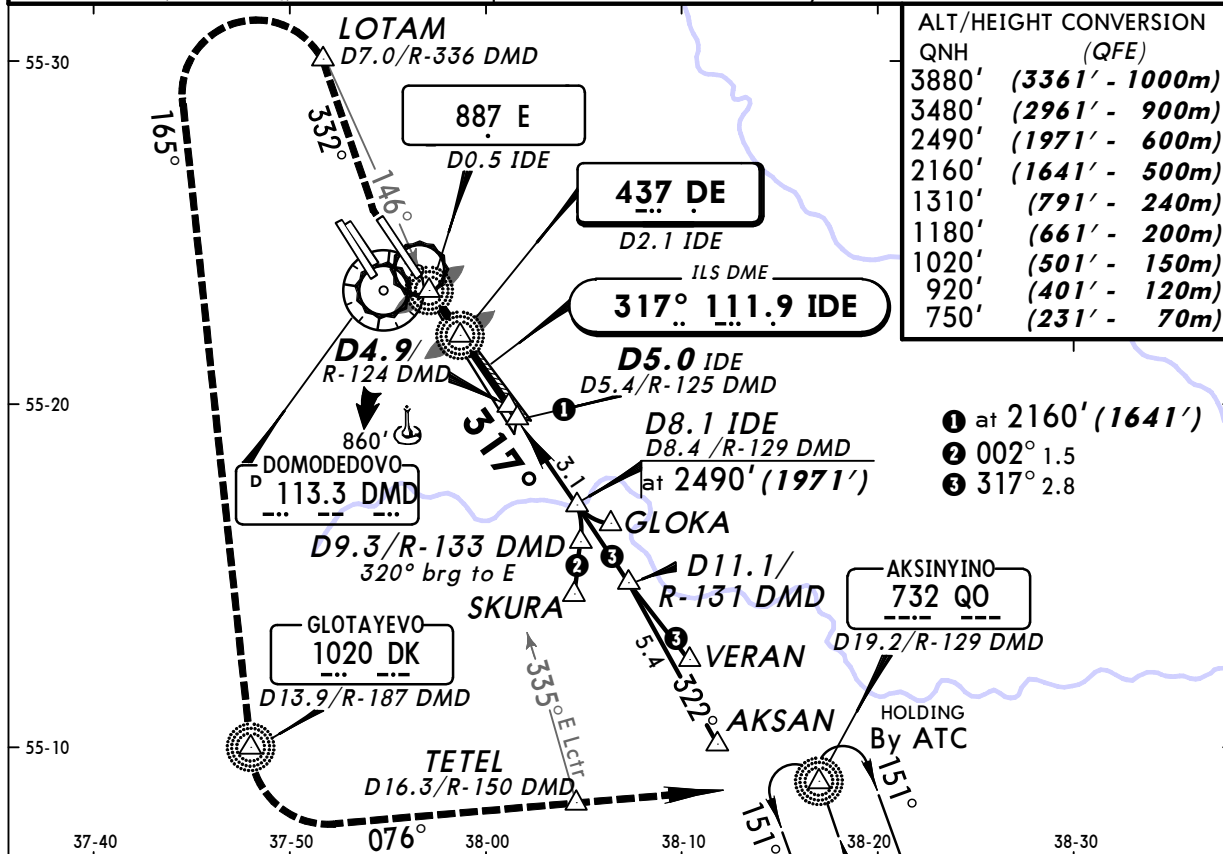 LOTAM
D7.0/R-336 DMD
55-30
165°
332°
146°
887 E
D0.5 IDE
437 DE
D2.1 IDE
ILS DME
317° 111.9 IDE
ALT/HEIGHT CONVERSION
QNH (QFE)
3880' (3361' - 1000m)
3480' (2961' - 900m)
2490' (1971' - 600m)
2160' (1641' - 500m)
1310' (791' - 240m)
1180' (661' - 200m)
1020' (501' - 150m)
920' (401' - 120m)
750' (231' - 70m)
D4.9/
R-124 DMD
D5.0 IDE
D5.4/R-125 DMD
55-20
317°
1
860'
DOMODEDOVO
D 113.3 DMD
D8.1 IDE
D8.4 /R-129 DMD
at 2490' (1971')
3.1
1 at 2160' (1641')
2 002° 1.5
3 317° 2.8
GLOKA
D9.3/R-133 DMD
320° brg to E
2
3
SKURA
D11.1/
R-131 DMD
AKSINYINO
732 QO
D19.2/R-129 DMD
GLOTAYEVO
1020 DK
D13.9/R-187 DMD
335° E Lctr
5.4
3
VERAN
322°
AKSAN
HOLDING
By ATC
55-10
TETEL
D16.3/R-150 DMD
076°
151°
151°
37-40
37-50
38-00
38-10
38-20
38-30